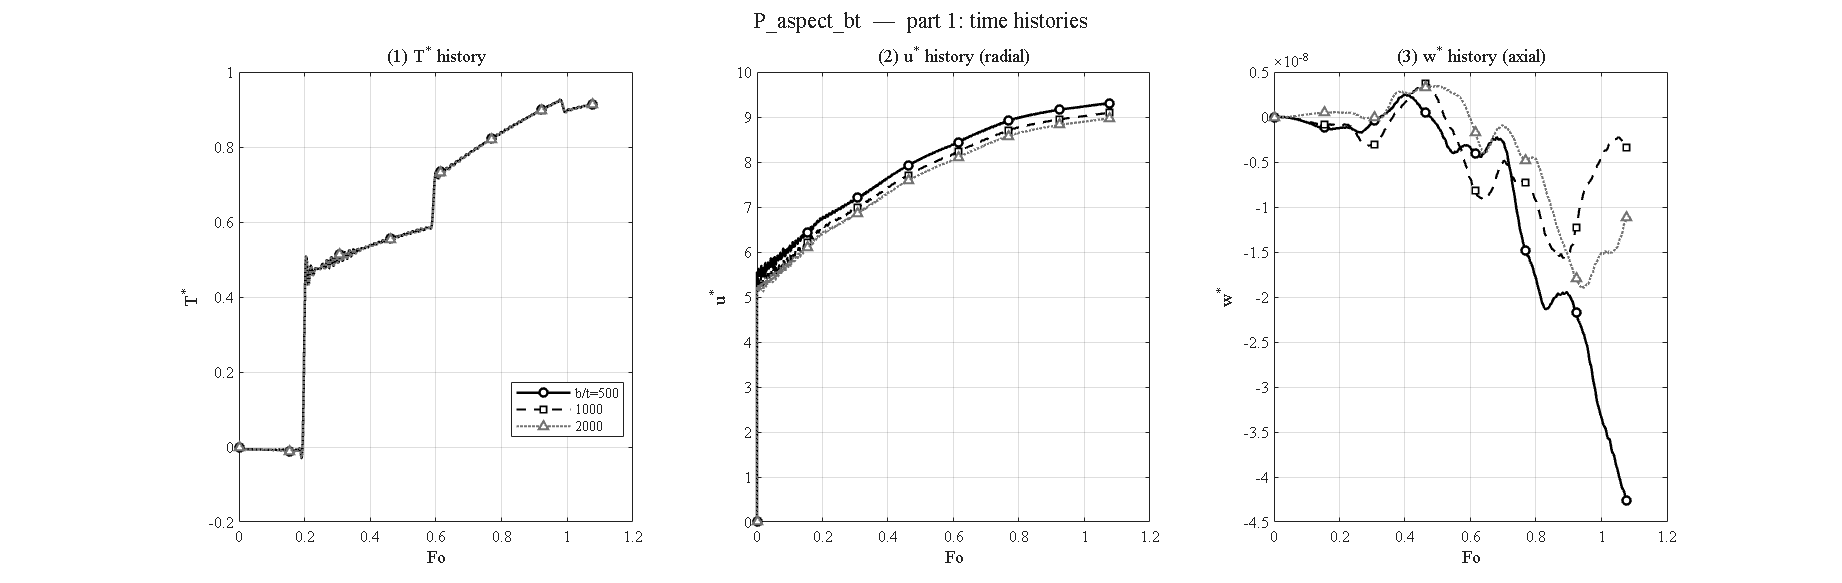 P_aspect_bt — part 1: time histories
(1) T* history
1
0.8
0.6
0.4
0.2
0
-0.2
T*
0 0.2 0.4 0.6 0.8 1 1.2
Fo
b/t=500
1000
2000
(2) u* history (radial)
10
9
8
7
6
5
4
3
2
1
0
u*
0 0.2 0.4 0.6 0.8 1 1.2
Fo
(3) w* history (axial)
×10-8
0.5
0
-0.5
-1
-1.5
-2
-2.5
-3
-3.5
-4
-4.5
w*
0 0.2 0.4 0.6 0.8 1 1.2
Fo